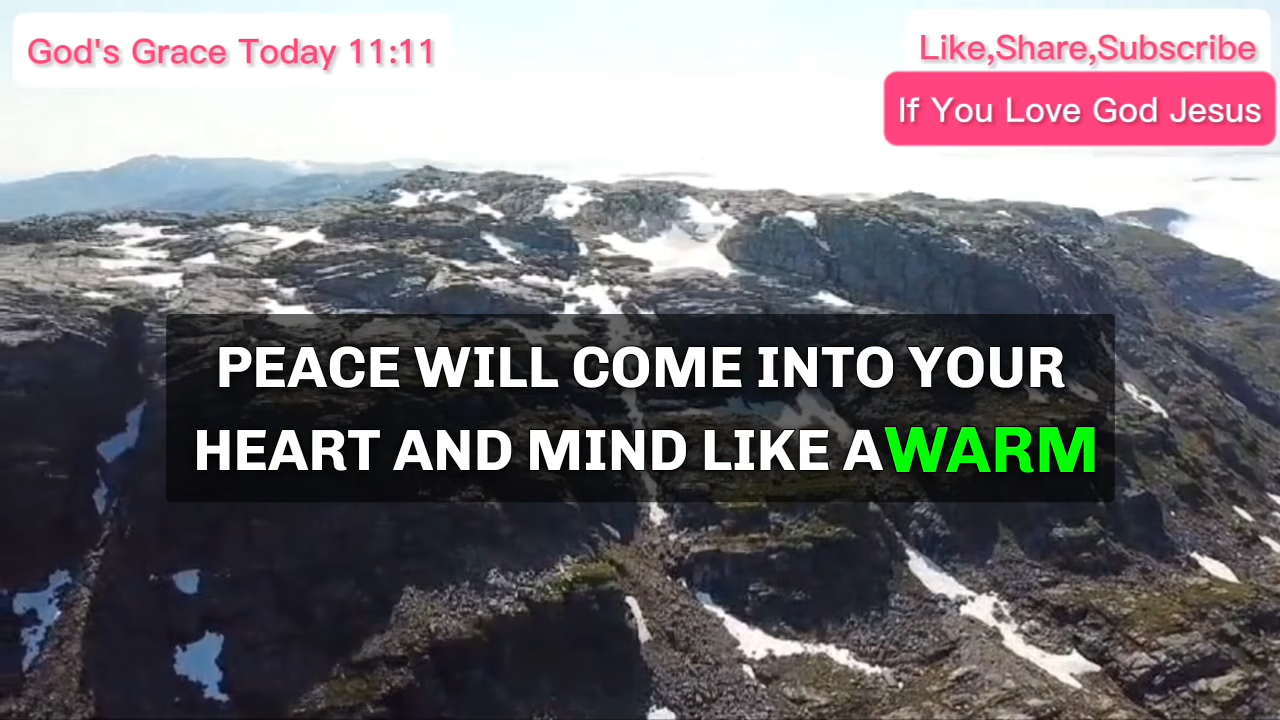 God's Grace Today 11:11
Like,Share,Subscribe
If You Love God Jesus
PEACE WILL COME INTO YOUR
HEART AND MIND LIKE A WARM